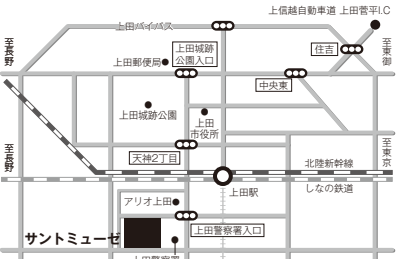 上信越自動車道 上田菅平I.C
上田バイパス
至長野
上田城跡
公園入口
住吉
至東御
上田郵便局
中央東
上田城跡公園
上田
市役所
至長野
天神2丁目
北陸新幹線
至東京
しなの鉄道
上田駅
アリオ上田
上田警察署入口
サントミューゼ
上田警察署